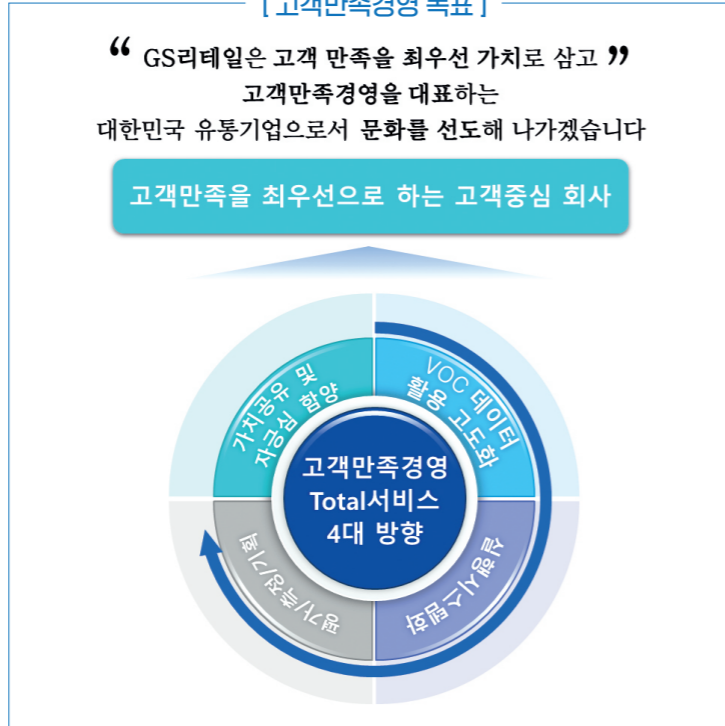 [ 고객만족경영 목표 ]
“ GS리테일은 고객 만족을 최우선 가치로 삼고 ”
고객만족경영을 대표하는
대한민국 유통기업으로서 문화를 선도해 나가겠습니다
고객만족을 최우선으로 하는 고객중심 회사
가치공유 및
자긍심 함양
VOC 데이터
활용 고도화
고객만족경영
Total서비스
4대 방향
평가/측정/기획
실행시스템화